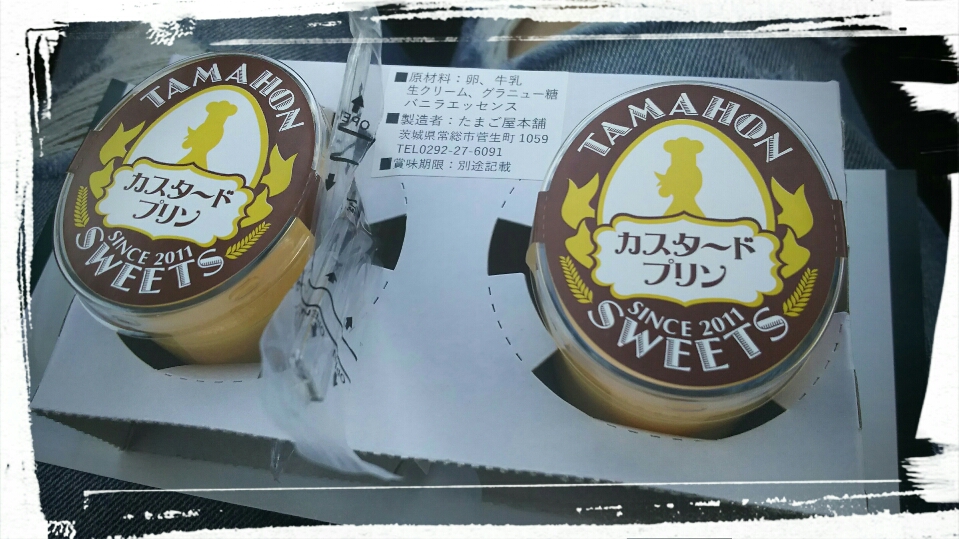 TAMAHON
カスタ〜ド
プリン
SINCE 2011
SWEETS
■原材料：卵、牛乳
生クリーム、グラニュー糖
バニラエッセンス
■製造者：たまご屋本舗
茨城県常総市菅生町1059
TEL0292-27-6091
■賞味期限：別途記載
TAMAHON
カスタ〜ド
プリン
SINCE 2011
SWEETS